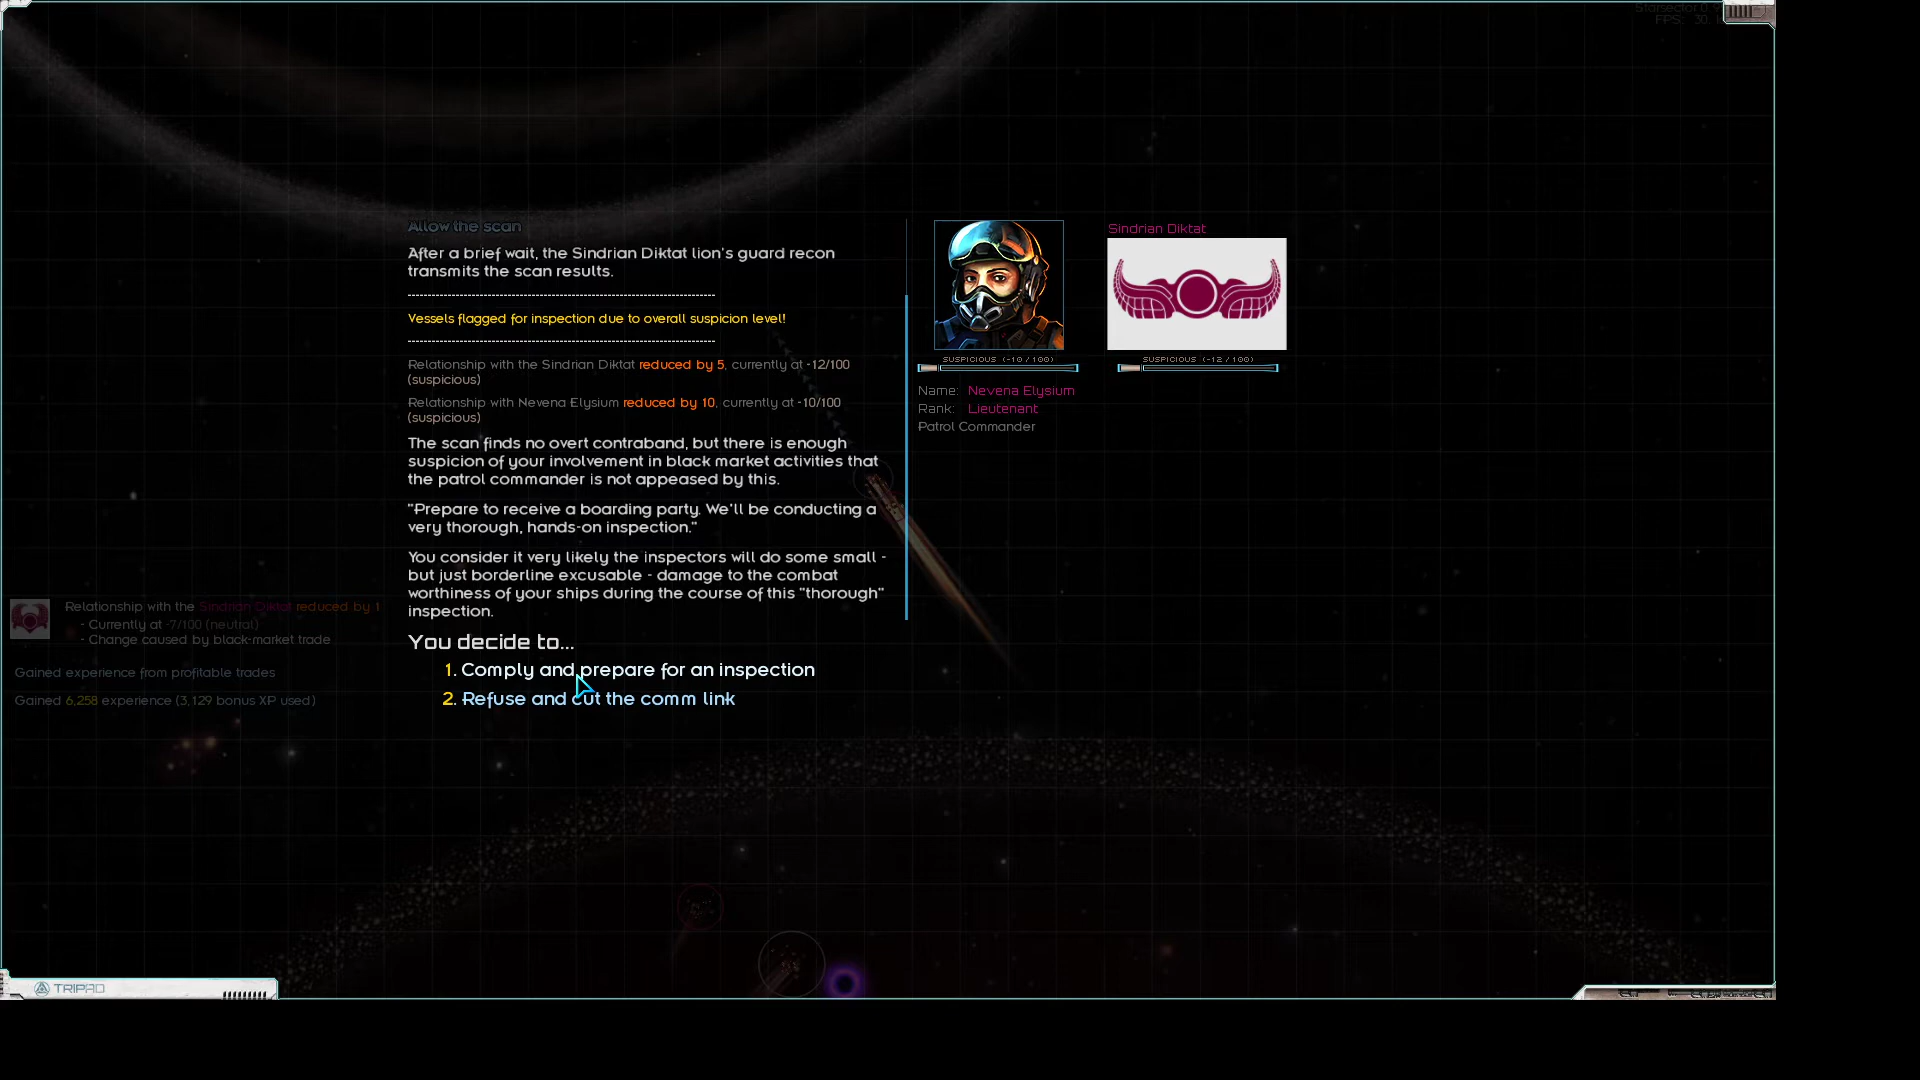 Starsector 0.
FPS: 30.
Allow the scan
After a brief wait, the Sindrian Diktat lion's guard recon
transmits the scan results.
Vessels flagged for inspection due to overall suspicion level!
Relationship with the Sindrian Diktat reduced by 5, currently at -12/100
(suspicious)
Relationship with Nevena Elysium reduced by 10, currently at -10/100
(suspicious)
The scan finds no overt contraband, but there is enough
suspicion of your involvement in black market activities that
the patrol commander is not appeased by this.
"Prepare to receive a boarding party. We'll be conducting a
very thorough, hands-on inspection."
You consider it very likely the inspectors will do some small -
but just borderline excusable - damage to the combat
worthiness of your ships during the course of this "thorough"
inspection.
You decide to...
1. Comply and prepare for an inspection
2. Refuse and cut the comm link
Sindrian Diktat
SUSPICIOUS (-10 / 100)
SUSPICIOUS (-12 / 100)
Name: Nevena Elysium
Rank: Lieutenant
Patrol Commander
Relationship with the Sindrian Diktat reduced by 1
- Currently at -7/100 (neutral)
- Change caused by black-market trade
Gained experience from profitable trades
Gained 6,258 experience (3,129 bonus XP used)
TRIPAD